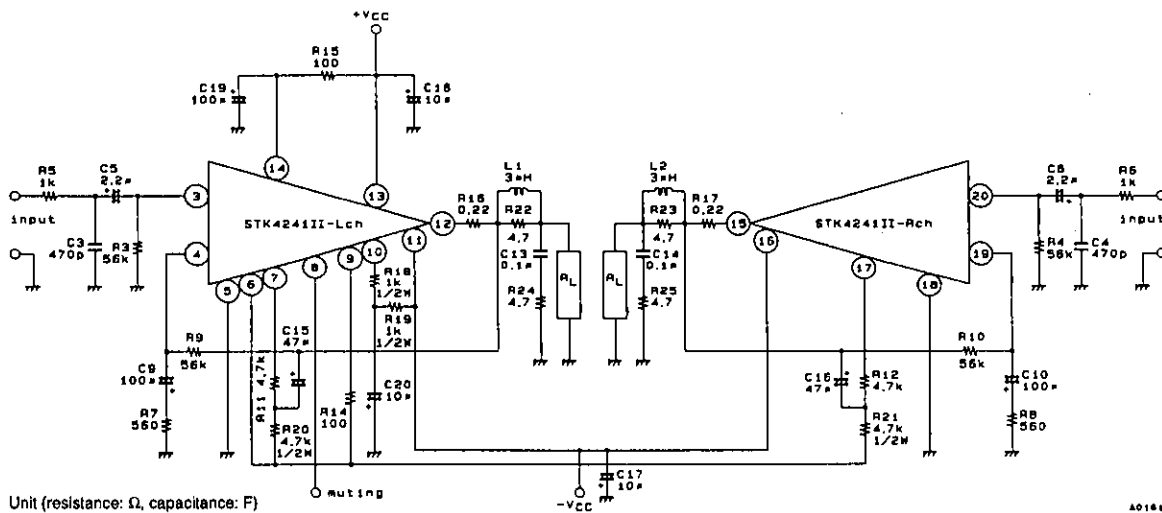 +VCC
R15
100
C19
100μ
C18
10μ
14
13
R5
1k
C5
2.2μ
+
input
C3
470p
R3
56k
3
4
STK4241II-Lch
5
6
7
8
9
10
11
12
R16
0.22
L1
3μH
R22
4.7
C13
0.1μ
R24
4.7
RL
R18
1k
1/2W
R19
1k
1/2W
C20
10μ
R9
56k
C9
100μ
R7
560
R11 4.7k
C15
47μ
R20
4.7k
1/2W
R14
100
muting
L2
3μH
R23
4.7
R17
0.22
C14
0.1μ
R25
4.7
RL
15
16
17
18
19
20
STK4241II-Rch
C6
2.2μ
R6
1k
input
R4
56k
C4
470p
R10
56k
C10
100μ
R8
560
C16
47μ
R12
4.7k
R21
4.7k
1/2W
C17
10μ
-VCC
Unit (resistance: Ω, capacitance: F)